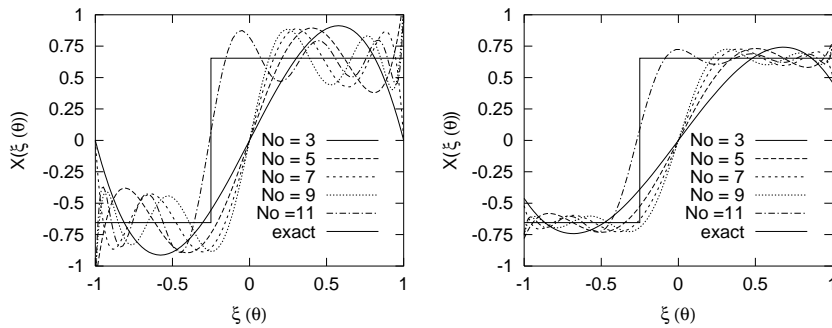 1
0.75
0.5
0.25
0
-0.25
-0.5
-0.75
-1
X(ξ (θ))
No = 3
No = 5
No = 7
No = 9
No =11
exact
-1 -0.5 0 0.5 1
ξ (θ)
1
0.75
0.5
0.25
0
-0.25
-0.5
-0.75
-1
X(ξ (θ))
No = 3
No = 5
No = 7
No = 9
No =11
exact
-1 -0.5 0 0.5 1
ξ (θ)